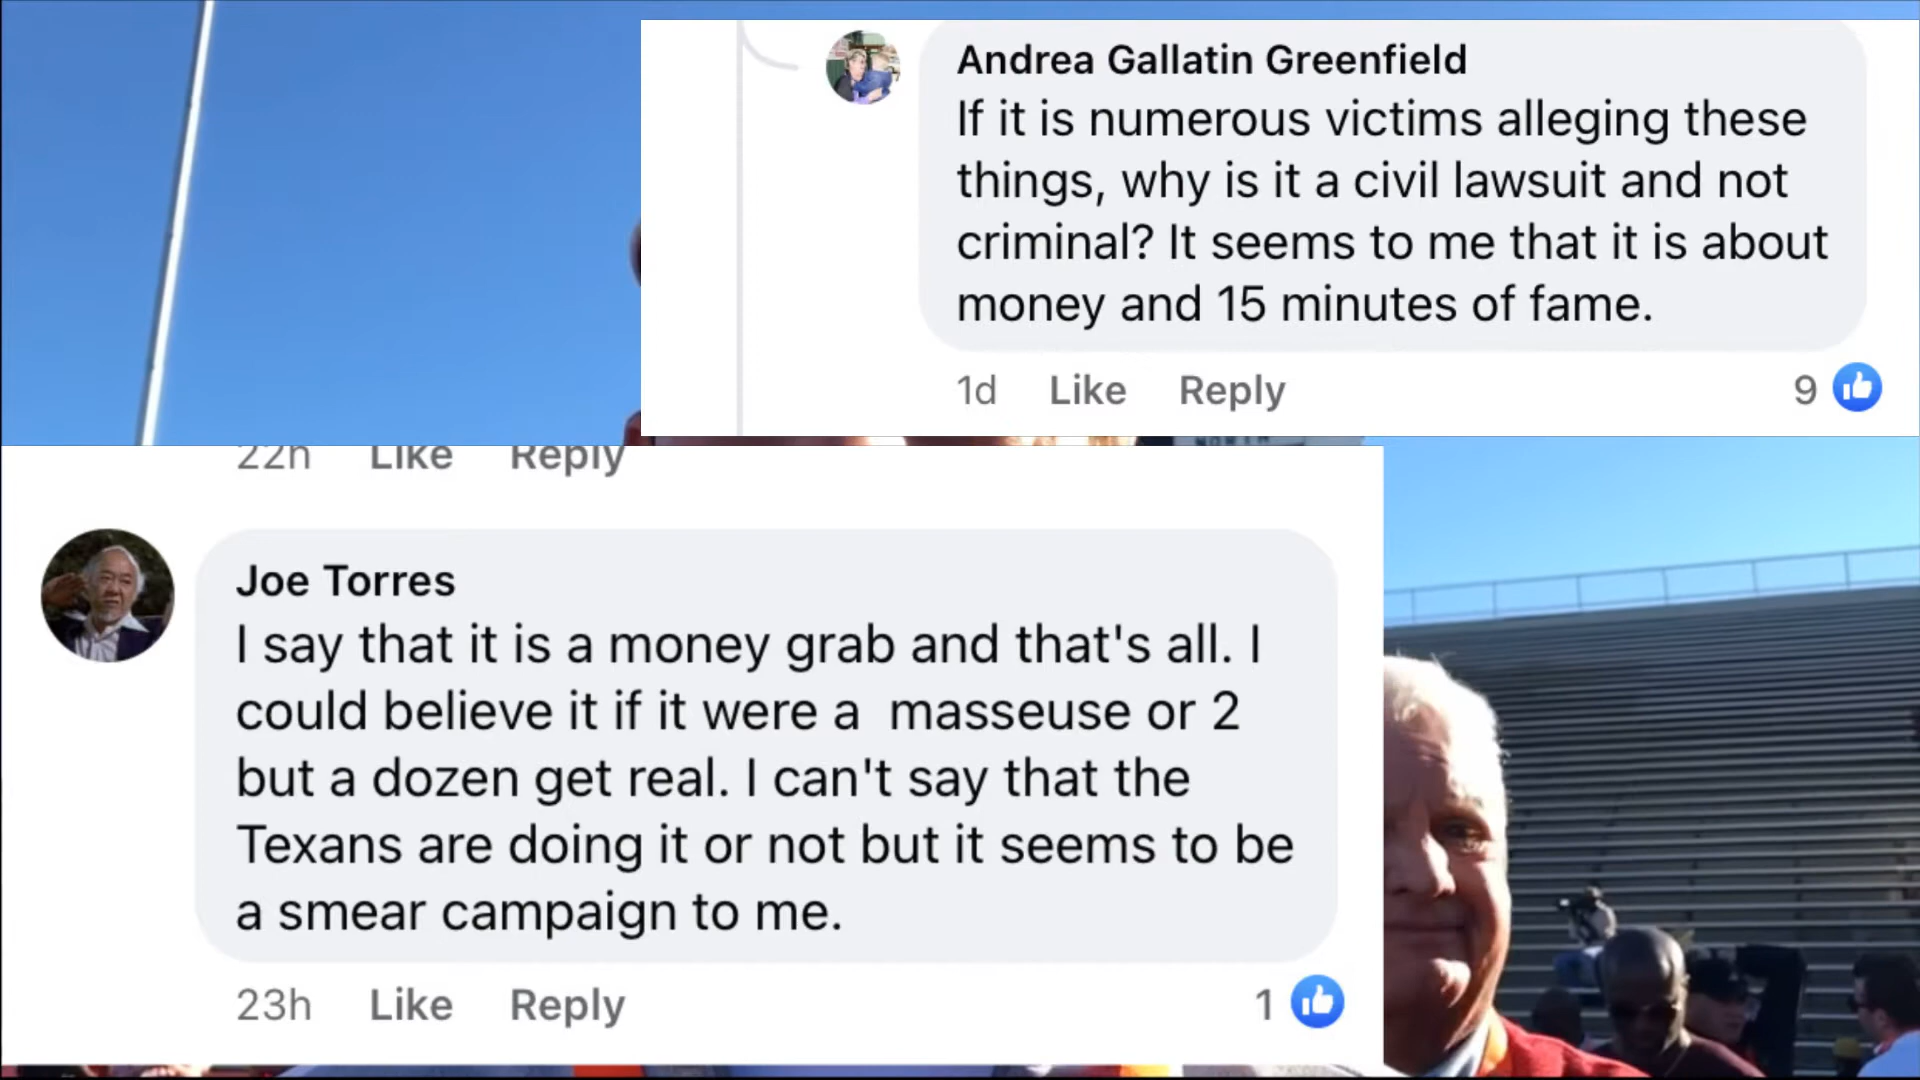 Andrea Gallatin Greenfield
If it is numerous victims alleging these
things, why is it a civil lawsuit and not
criminal? It seems to me that it is about
money and 15 minutes of fame.
1d Like Reply 9
NORTH
22h Like Reply
Joe Torres
I say that it is a money grab and that's all. I
could believe it if it were a  masseuse or 2
but a dozen get real. I can't say that the
Texans are doing it or not but it seems to be
a smear campaign to me.
23h Like Reply 1